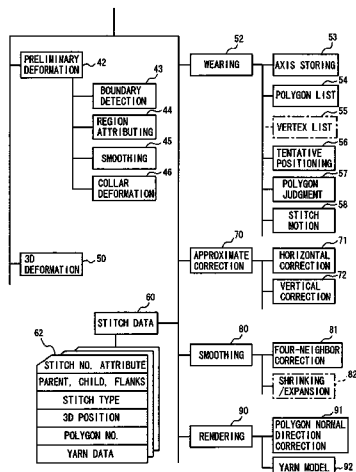 PRELIMINARY
DEFORMATION
42
43
BOUNDARY
DETECTION
44
REGION
ATTRIBUTING
45
SMOOTHING
46
COLLAR
DEFORMATION
3D
DEFORMATION
50
60
STITCH DATA
62
STITCH NO. ATTRIBUTE
PARENT, CHILD, FLANKS
STITCH TYPE
3D POSITION
POLYGON NO.
YARN DATA
52
WEARING
53
AXIS STORING
54
POLYGON LIST
55
VERTEX LIST
56
TENTATIVE
POSITIONING
57
POLYGON
JUDGMENT
58
STITCH
MOTION
70
APPROXIMATE
CORRECTION
71
HORIZONTAL
CORRECTION
72
VERTICAL
CORRECTION
80
SMOOTHING
81
FOUR-NEIGHBOR
CORRECTION
82
SHRINKING
/EXPANSION
90
RENDERING
91
POLYGON NORMAL
DIRECTION
CORRECTION
YARN MODEL
92